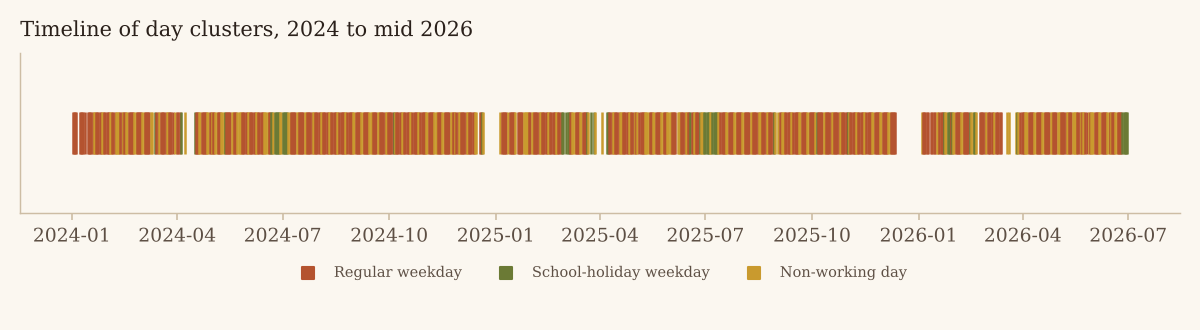 Timeline of day clusters, 2024 to mid 2026
2024-01 2024-04 2024-07 2024-10 2025-01 2025-04 2025-07 2025-10 2026-01 2026-04 2026-07
Regular weekday School-holiday weekday Non-working day